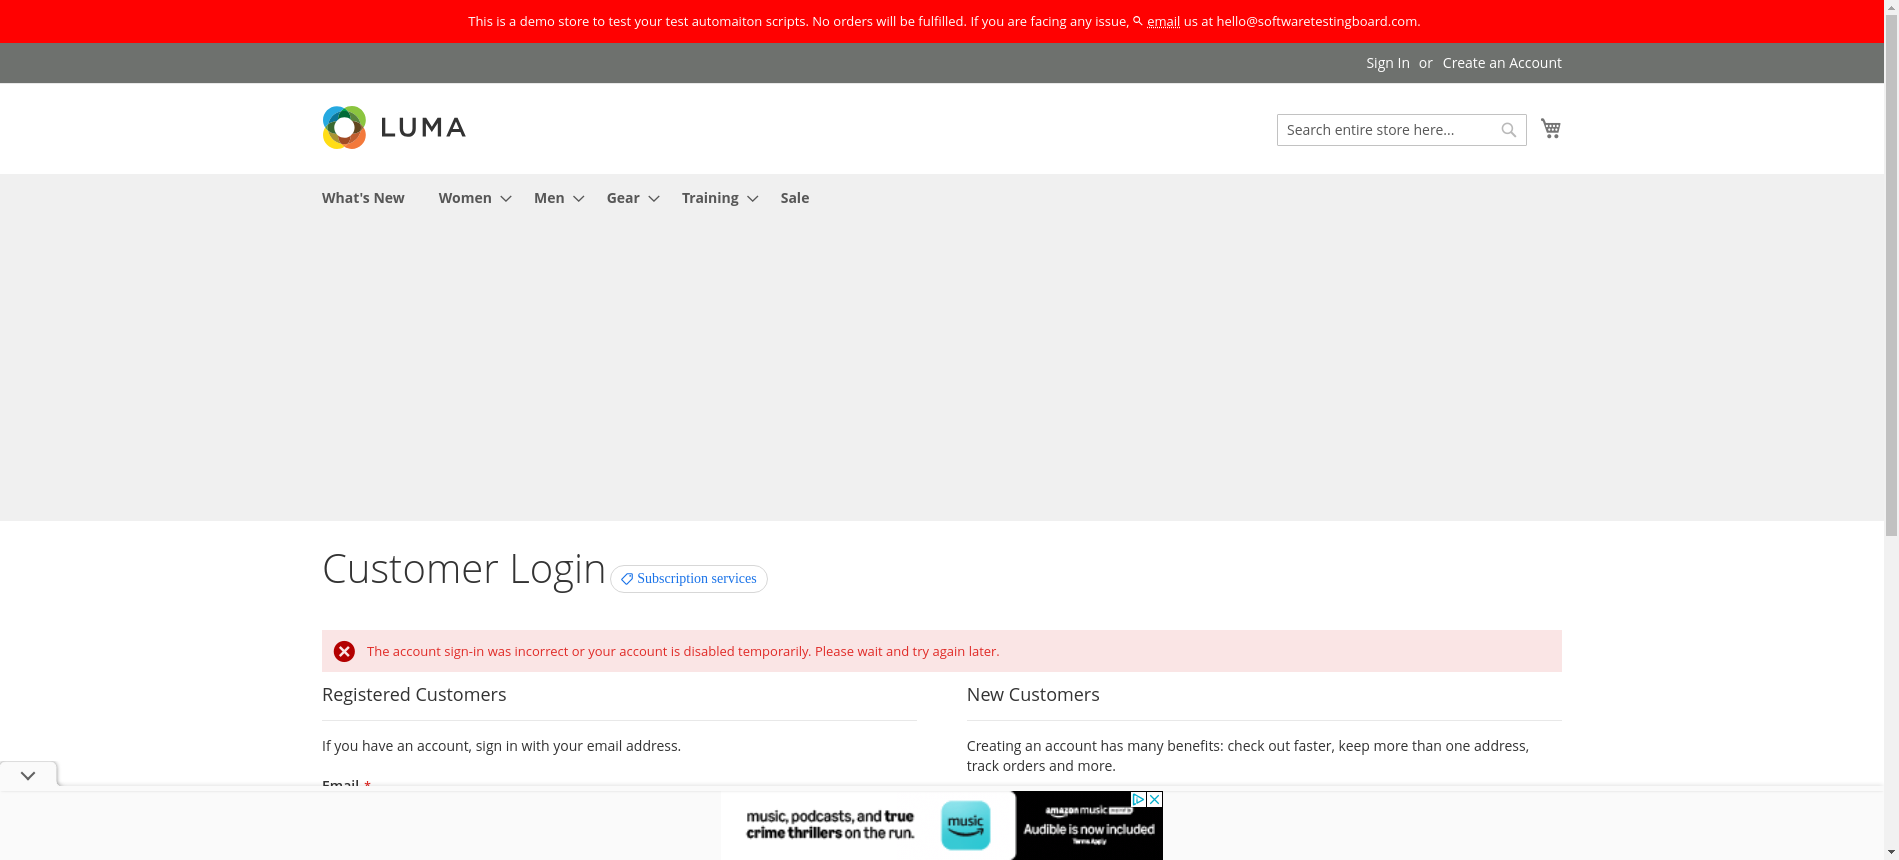 This is a demo store to test your test automaiton scripts. No orders will be fulfilled. If you are facing any issue, email us at hello@softwaretestingboard.com.
Sign In or Create an Account
LUMA
Search entire store here...
What's New Women Men Gear Training Sale
Customer Login
Subscription services
The account sign-in was incorrect or your account is disabled temporarily. Please wait and try again later.
Registered Customers
If you have an account, sign in with your email address.
Email *
New Customers
Creating an account has many benefits: check out faster, keep more than one address,
track orders and more.
music, podcasts, and true
crime thrillers on the run.
music
amazon music
Audible is now included
Terms Apply